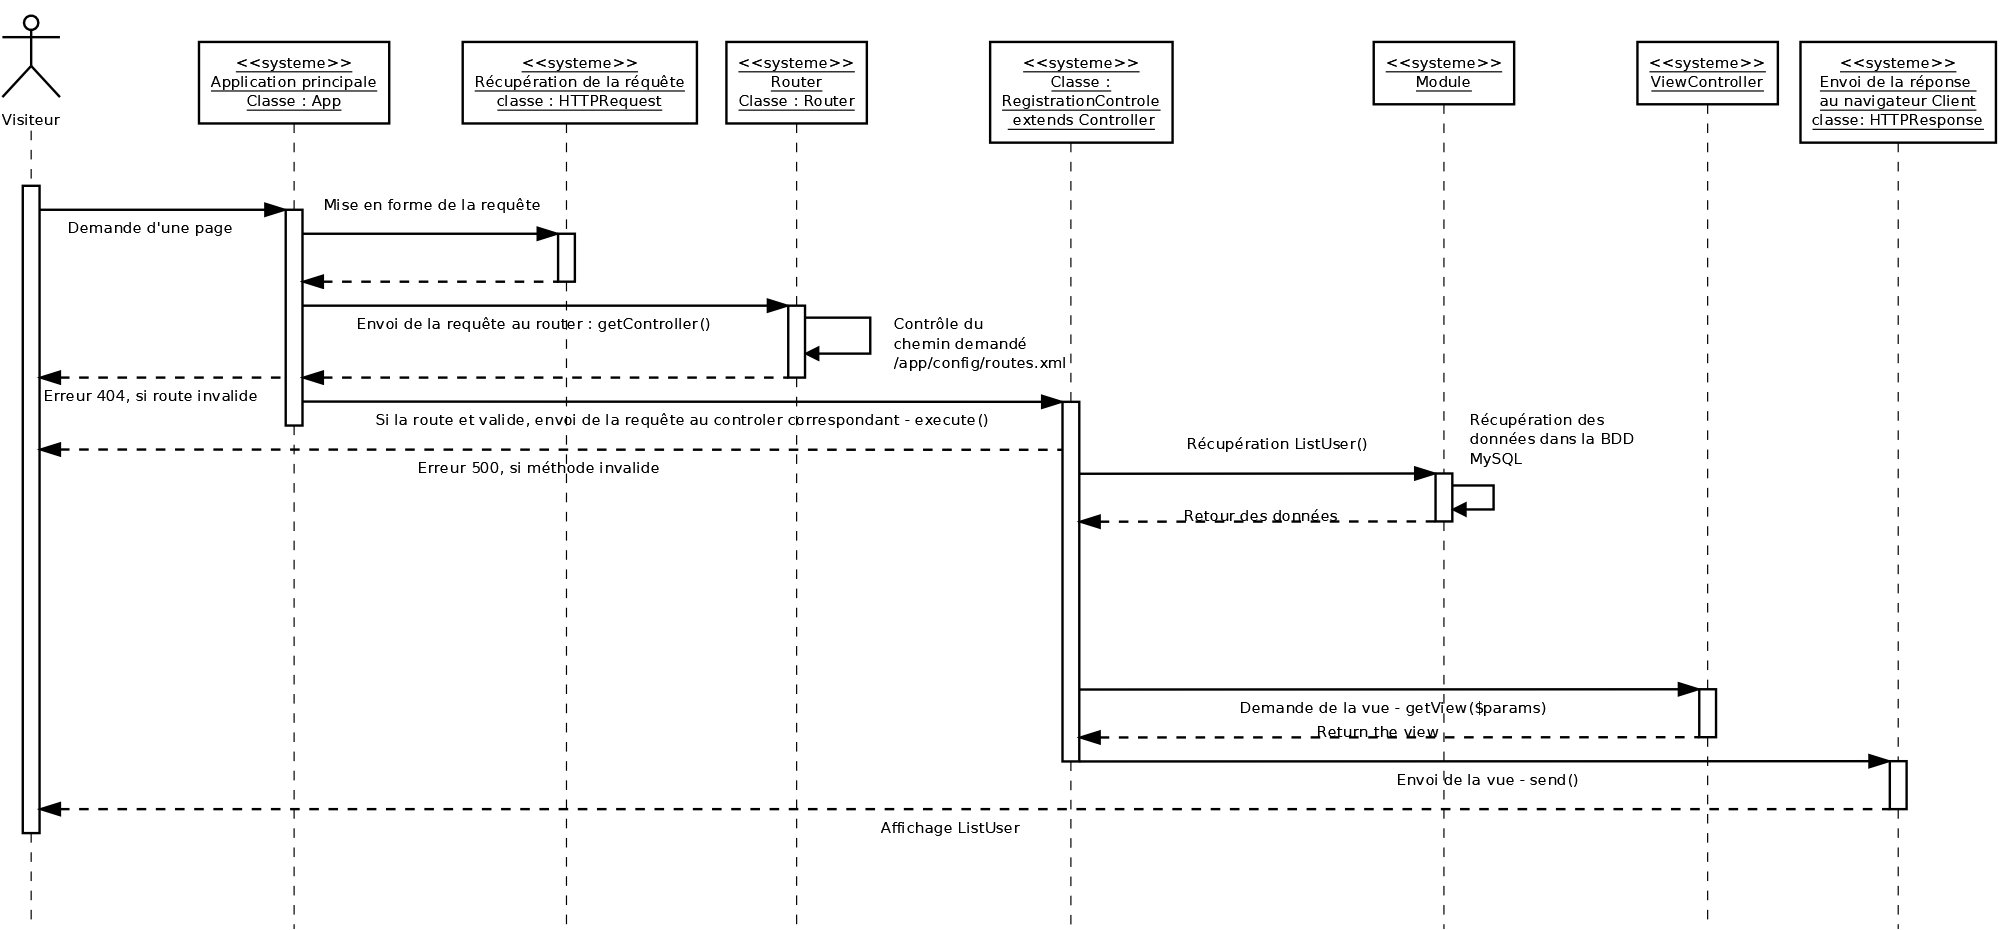 Visiteur
<<systeme>>
Application principale
Classe : App
<<systeme>>
Récupération de la réquête
classe : HTTPRequest
<<systeme>>
Router
Classe : Router
<<systeme>>
Classe :
RegistrationControle
extends Controller
<<systeme>>
Module
<<systeme>>
ViewController
<<systeme>>
Envoi de la réponse
au navigateur Client
classe: HTTPResponse
Demande d'une page
Mise en forme de la requête
Envoi de la requête au router : getController()
Contrôle du
chemin demandé
/app/config/routes.xml
Erreur 404, si route invalide
Si la route et valide, envoi de la requête au controler correspondant - execute()
Erreur 500, si méthode invalide
Récupération ListUser()
Récupération des
données dans la BDD
MySQL
Retour des données
Demande de la vue - getView($params)
Return the view
Envoi de la vue - send()
Affichage ListUser